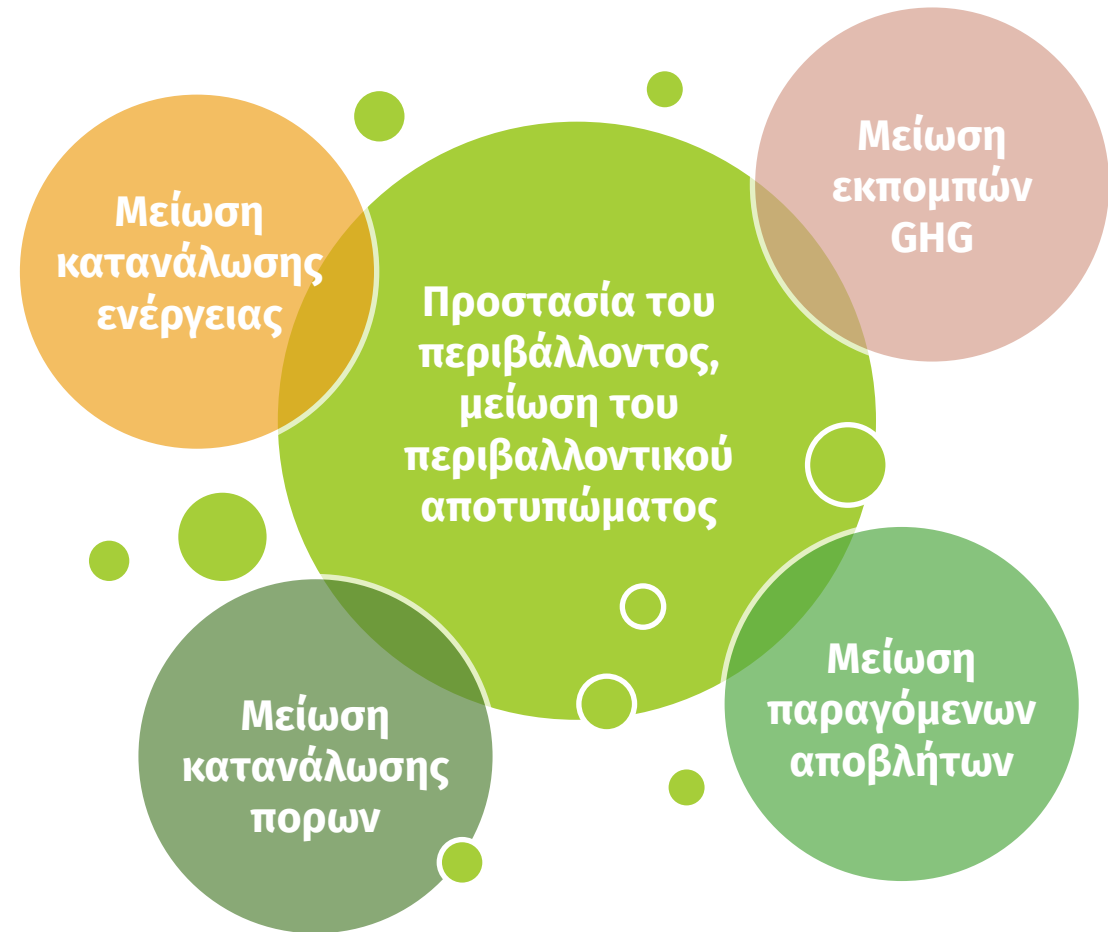 Μείωση
κατανάλωσης
ενέργειας
Μείωση
εκπομπών
GHG
Προστασία του
περιβάλλοντος,
μείωση του
περιβαλλοντικού
αποτυπώματος
Μείωση
κατανάλωσης
πορων
Μείωση
παραγόμενων
αποβλήτων